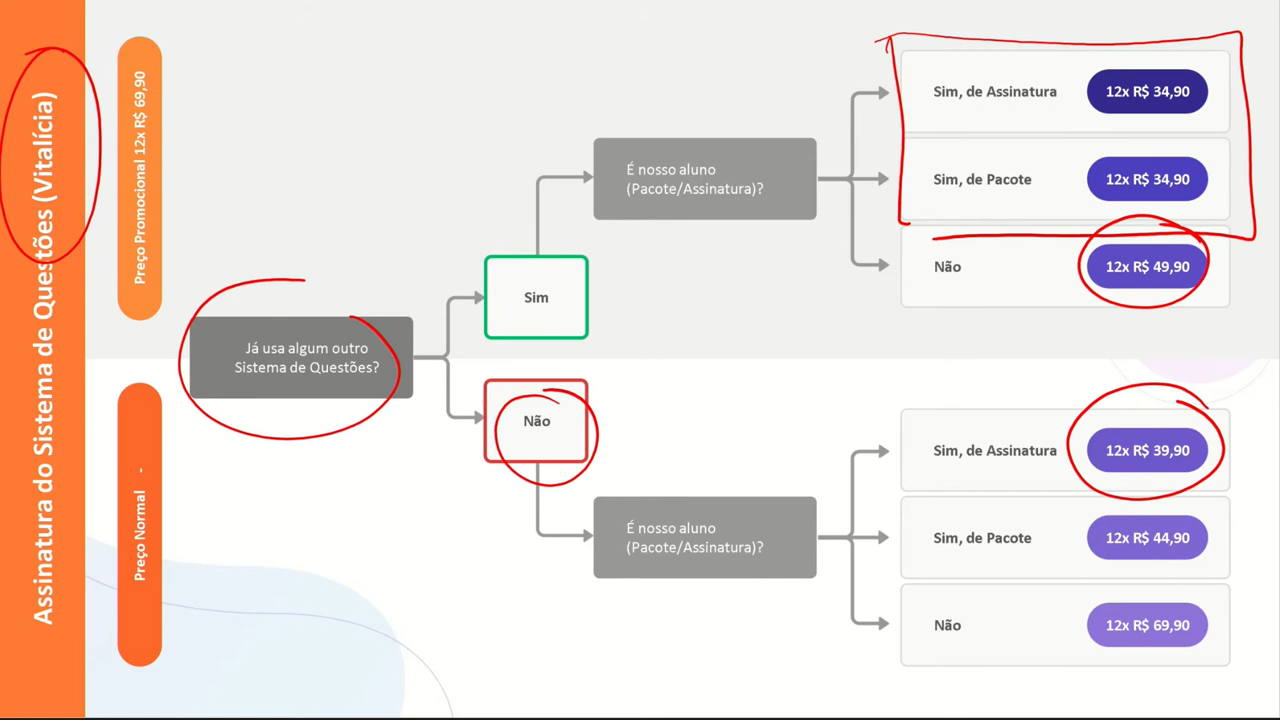 Assinatura do Sistema de Questões (Vitalícia)
Preço Promocional 12x R$ 69,90
Preço Normal -
Já usa algum outro
Sistema de Questões?
Sim
É nosso aluno
(Pacote/Assinatura)?
Sim, de Assinatura 12x R$ 34,90
Sim, de Pacote 12x R$ 34,90
Não 12x R$ 49,90
Não
É nosso aluno
(Pacote/Assinatura)?
Sim, de Assinatura 12x R$ 39,90
Sim, de Pacote 12x R$ 44,90
Não 12x R$ 69,90